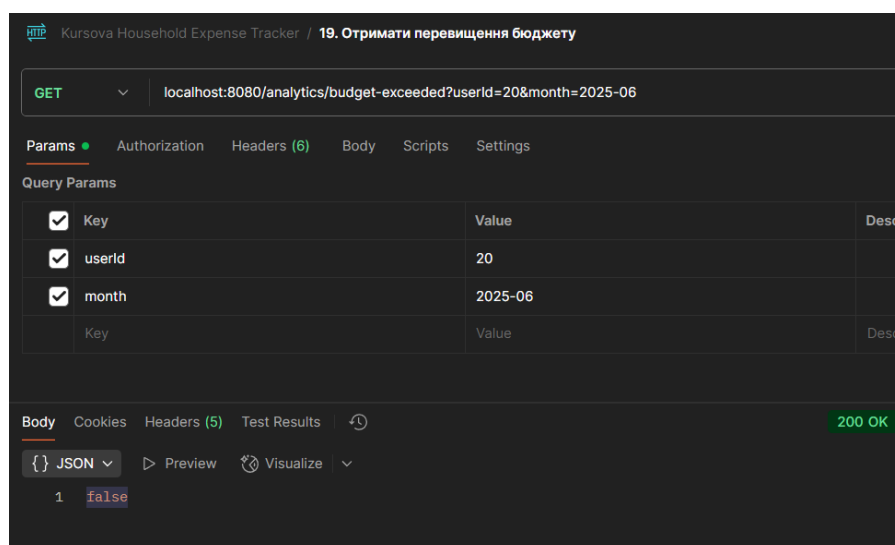 HTTP Kursova Household Expense Tracker / 19. Отримати перевищення бюджету
GET localhost:8080/analytics/budget-exceeded?userId=20&month=2025-06
Params Authorization Headers (6) Body Scripts Settings
Query Params
Key Value Desc
userId 20
month 2025-06
Key Value Desc
Body Cookies Headers (5) Test Results 200 OK
{} JSON Preview Visualize
1 false